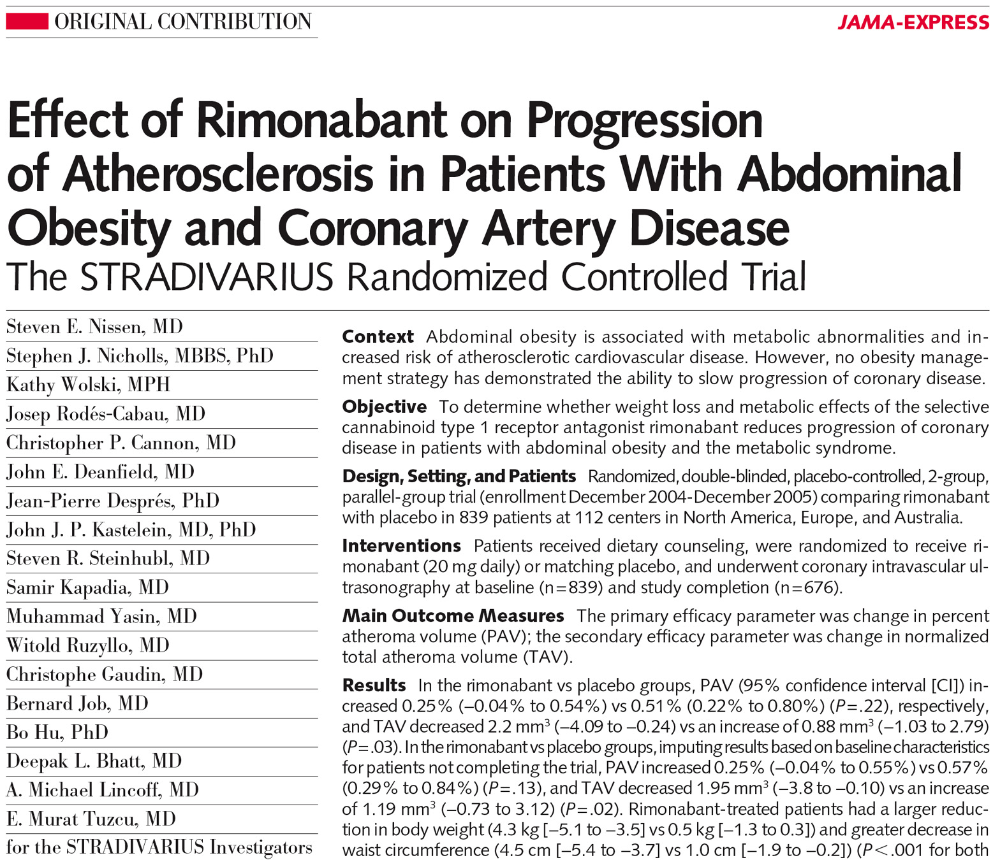 ORIGINAL CONTRIBUTION
JAMA-EXPRESS
Effect of Rimonabant on Progression
of Atherosclerosis in Patients With Abdominal
Obesity and Coronary Artery Disease
The STRADIVARIUS Randomized Controlled Trial
Steven E. Nissen, MD
Stephen J. Nicholls, MBBS, PhD
Kathy Wolski, MPH
Josep Rodés-Cabau, MD
Christopher P. Cannon, MD
John E. Deanfield, MD
Jean-Pierre Després, PhD
John J. P. Kastelein, MD, PhD
Steven R. Steinhubl, MD
Samir Kapadia, MD
Muhammad Yasin, MD
Witold Ruzyllo, MD
Christophe Gaudin, MD
Bernard Job, MD
Bo Hu, PhD
Deepak L. Bhatt, MD
A. Michael Lincoff, MD
E. Murat Tuzcu, MD
for the STRADIVARIUS Investigators
Context Abdominal obesity is associated with metabolic abnormalities and in-
creased risk of atherosclerotic cardiovascular disease. However, no obesity manage-
ment strategy has demonstrated the ability to slow progression of coronary disease.
Objective To determine whether weight loss and metabolic effects of the selective
cannabinoid type 1 receptor antagonist rimonabant reduces progression of coronary
disease in patients with abdominal obesity and the metabolic syndrome.
Design, Setting, and Patients Randomized, double-blinded, placebo-controlled, 2-group,
parallel-group trial (enrollment December 2004-December 2005) comparing rimonabant
with placebo in 839 patients at 112 centers in North America, Europe, and Australia.
Interventions Patients received dietary counseling, were randomized to receive ri-
monabant (20 mg daily) or matching placebo, and underwent coronary intravascular ul-
trasonography at baseline (n=839) and study completion (n=676).
Main Outcome Measures The primary efficacy parameter was change in percent
atheroma volume (PAV); the secondary efficacy parameter was change in normalized
total atheroma volume (TAV).
Results In the rimonabant vs placebo groups, PAV (95% confidence interval [CI]) in-
creased 0.25% (−0.04% to 0.54%) vs 0.51% (0.22% to 0.80%) (P=.22), respectively,
and TAV decreased 2.2 mm³ (−4.09 to −0.24) vs an increase of 0.88 mm³ (−1.03 to 2.79)
(P=.03). In the rimonabant vs placebo groups, imputing results based on baseline characteristics
for patients not completing the trial, PAV increased 0.25% (−0.04% to 0.55%) vs 0.57%
(0.29% to 0.84%) (P=.13), and TAV decreased 1.95 mm³ (−3.8 to −0.10) vs an increase
of 1.19 mm³ (−0.73 to 3.12) (P=.02). Rimonabant-treated patients had a larger reduc-
tion in body weight (4.3 kg [−5.1 to −3.5] vs 0.5 kg [−1.3 to 0.3]) and greater decrease in
waist circumference (4.5 cm [−5.4 to −3.7] vs 1.0 cm [−1.9 to −0.2]) (P<.001 for both